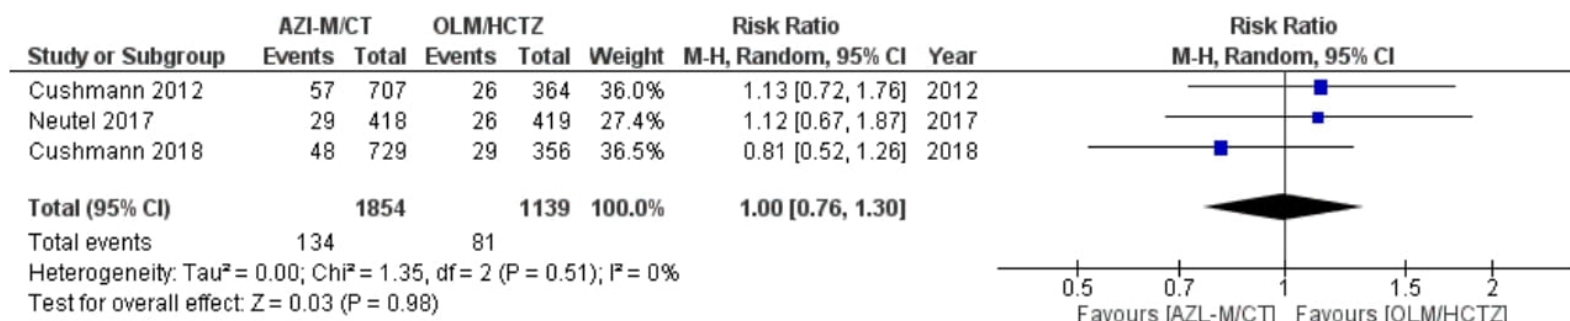 AZI-M/CT OLM/HCTZ Risk Ratio Risk Ratio
Study or Subgroup Events Total Events Total Weight M-H, Random, 95% CI Year M-H, Random, 95% CI
Cushmann 2012 57 707 26 364 36.0% 1.13 [0.72, 1.76] 2012
Neutel 2017 29 418 26 419 27.4% 1.12 [0.67, 1.87] 2017
Cushmann 2018 48 729 29 356 36.5% 0.81 [0.52, 1.26] 2018
Total (95% CI) 1854 1139 100.0% 1.00 [0.76, 1.30]
Total events 134 81
Heterogeneity: Tau² = 0.00; Chi² = 1.35, df = 2 (P = 0.51); I² = 0%
Test for overall effect: Z = 0.03 (P = 0.98)
0.5 0.7 1 1.5 2
Favours [AZL-M/CT] Favours [OLM/HCTZ]